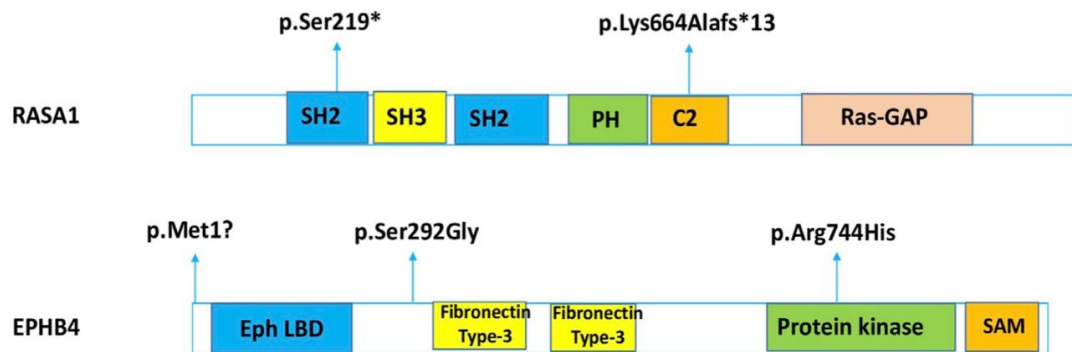 p.Ser219*
p.Lys664Alafs*13
RASA1
SH2
SH3
SH2
PH
C2
Ras-GAP
p.Met1?
p.Ser292Gly
p.Arg744His
EPHB4
Eph LBD
Fibronectin
Type-3
Fibronectin
Type-3
Protein kinase
SAM